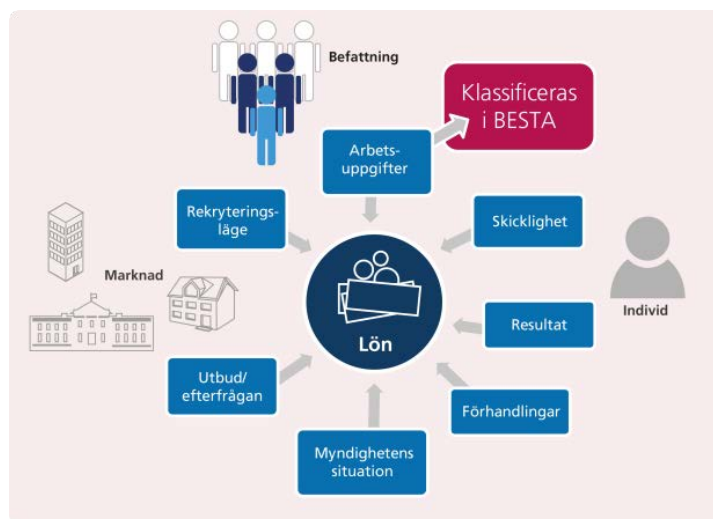 Befattning
Klassificeras
i BESTA
Arbets-
uppgifter
Rekryterings-
läge
Skicklighet
Marknad
Individ
Lön
Resultat
Utbud/
efterfrågan
Förhandlingar
Myndighetens
situation